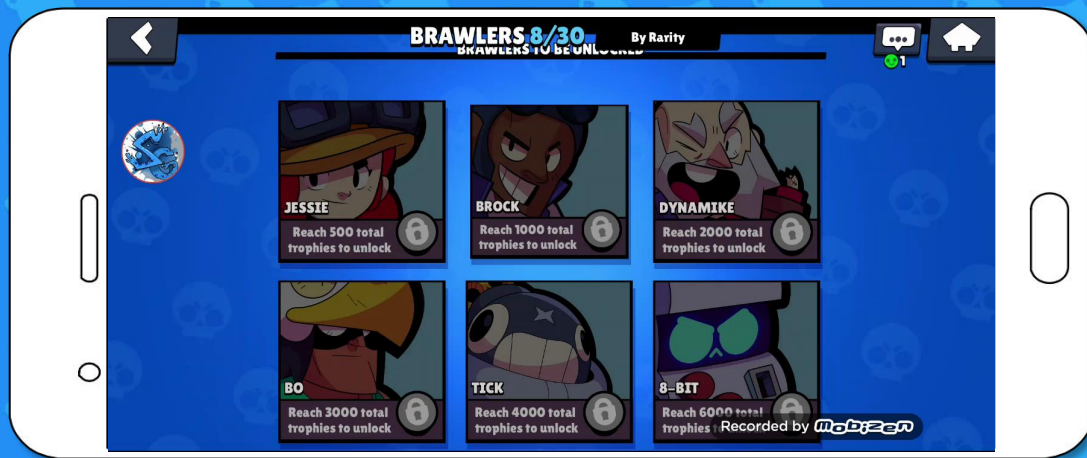 BRAWLERS 8/30
By Rarity
BRAWLERS TO BE UNLOCKED
1
JESSIE
Reach 500 total
trophies to unlock
BROCK
Reach 1000 total
trophies to unlock
DYNAMIKE
Reach 2000 total
trophies to unlock
BO
Reach 3000 total
trophies to unlock
TICK
Reach 4000 total
trophies to unlock
8-BIT
Reach 6000 total
trophies
Recorded by Mobizen